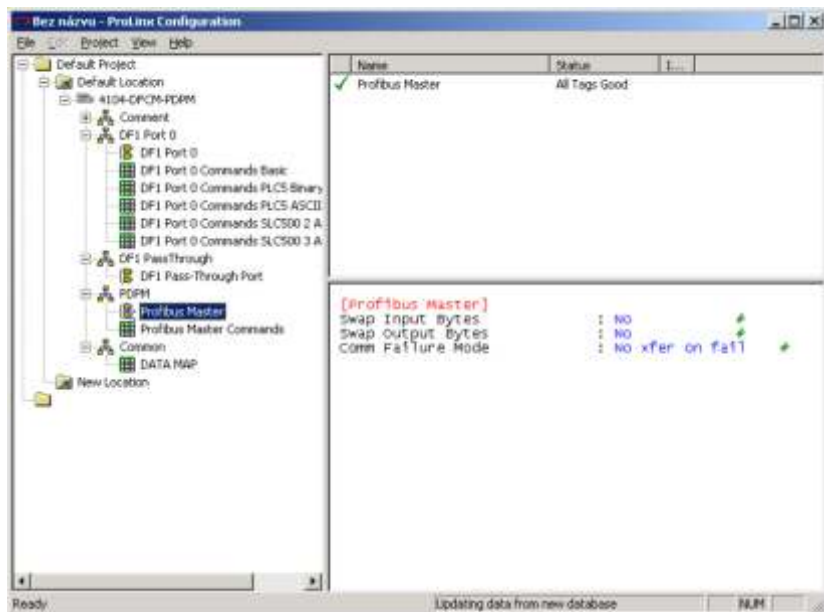 Bez názvu - ProLinx Configuration
File Edit Project View Help
Default Project
Default Location
4104-DFCM-PDPM
Comment
DF1 Port 0
DF1 Port 0
DF1 Port 0 Commands Basic
DF1 Port 0 Commands PLC5 Binary
DF1 Port 0 Commands PLC5 ASCII
DF1 Port 0 Commands SLC500 2 A
DF1 Port 0 Commands SLC500 3 A
DF1 PassThrough
DF1 Pass-Through Port
PDPM
Profibus Master
Profibus Master Commands
Common
DATA MAP
New Location
Name Status I...
Profibus Master All Tags Good
[Profibus Master]
Swap Input Bytes : No #
Swap Output Bytes : No #
Comm Failure Mode : No xfer on fail #
Ready Updating data from new database NUM